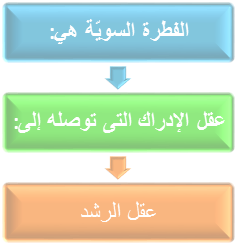 الفطرة السويّة هي:
عقل الإدراك التى توصله إلى:
عقل الرشد